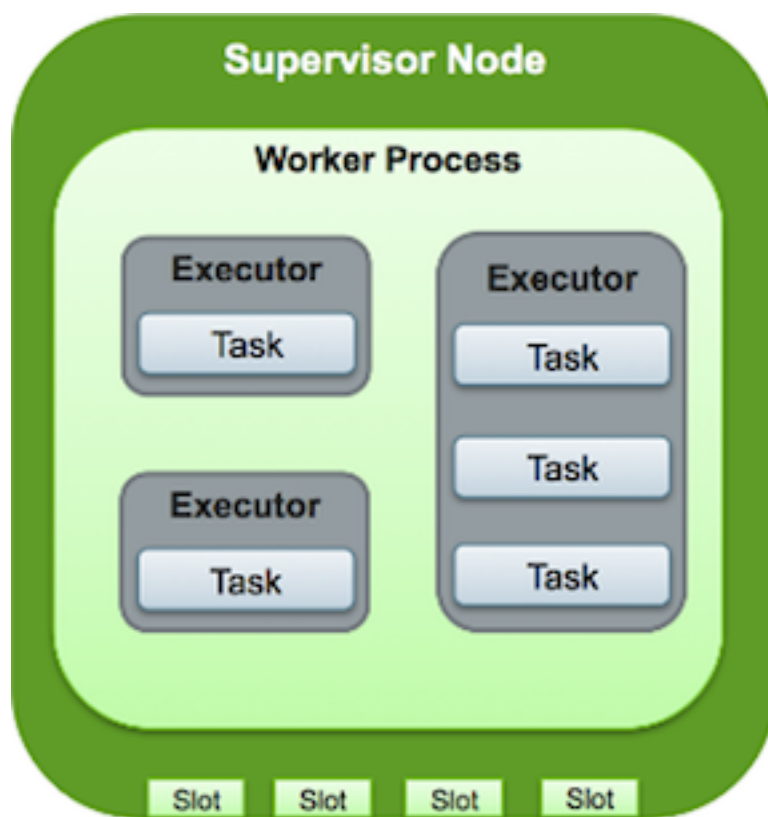 Supervisor Node
Worker Process
Executor
Task
Executor
Task
Executor
Task
Task
Task
Slot Slot Slot Slot